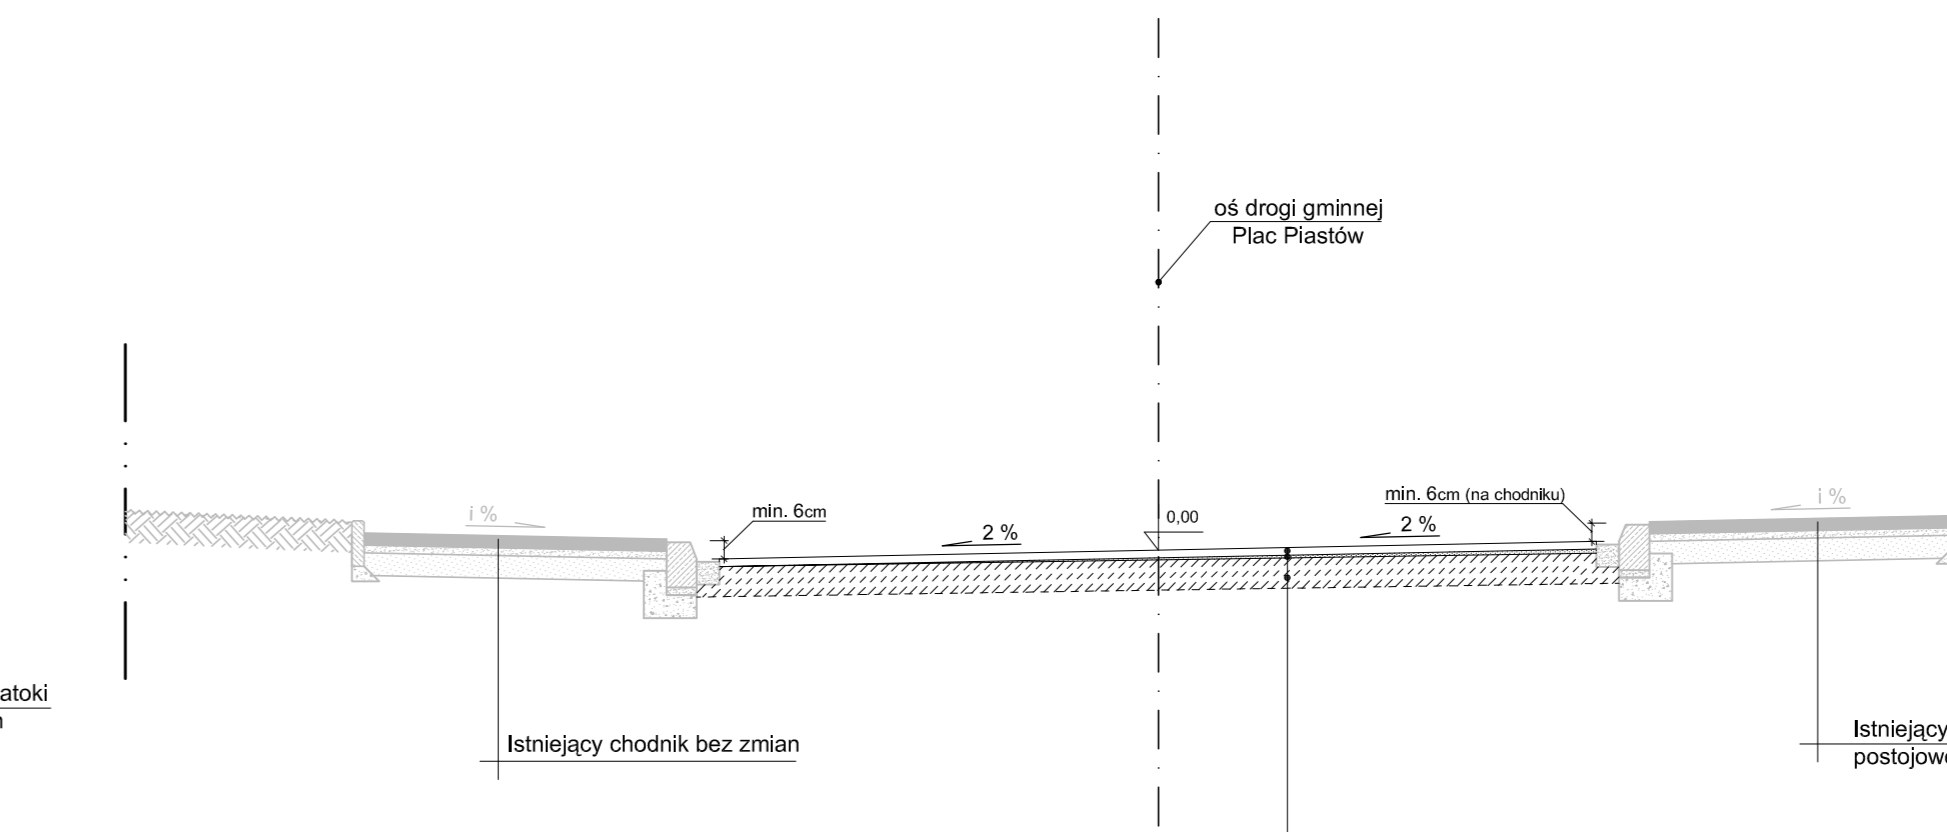 oś drogi gminnej
Plac Piastów
i %
min. 6cm
2 %
0,00
min. 6cm (na chodniku)
2 %
i %
atoki
Istniejący chodnik bez zmian
Istniejący
postojow